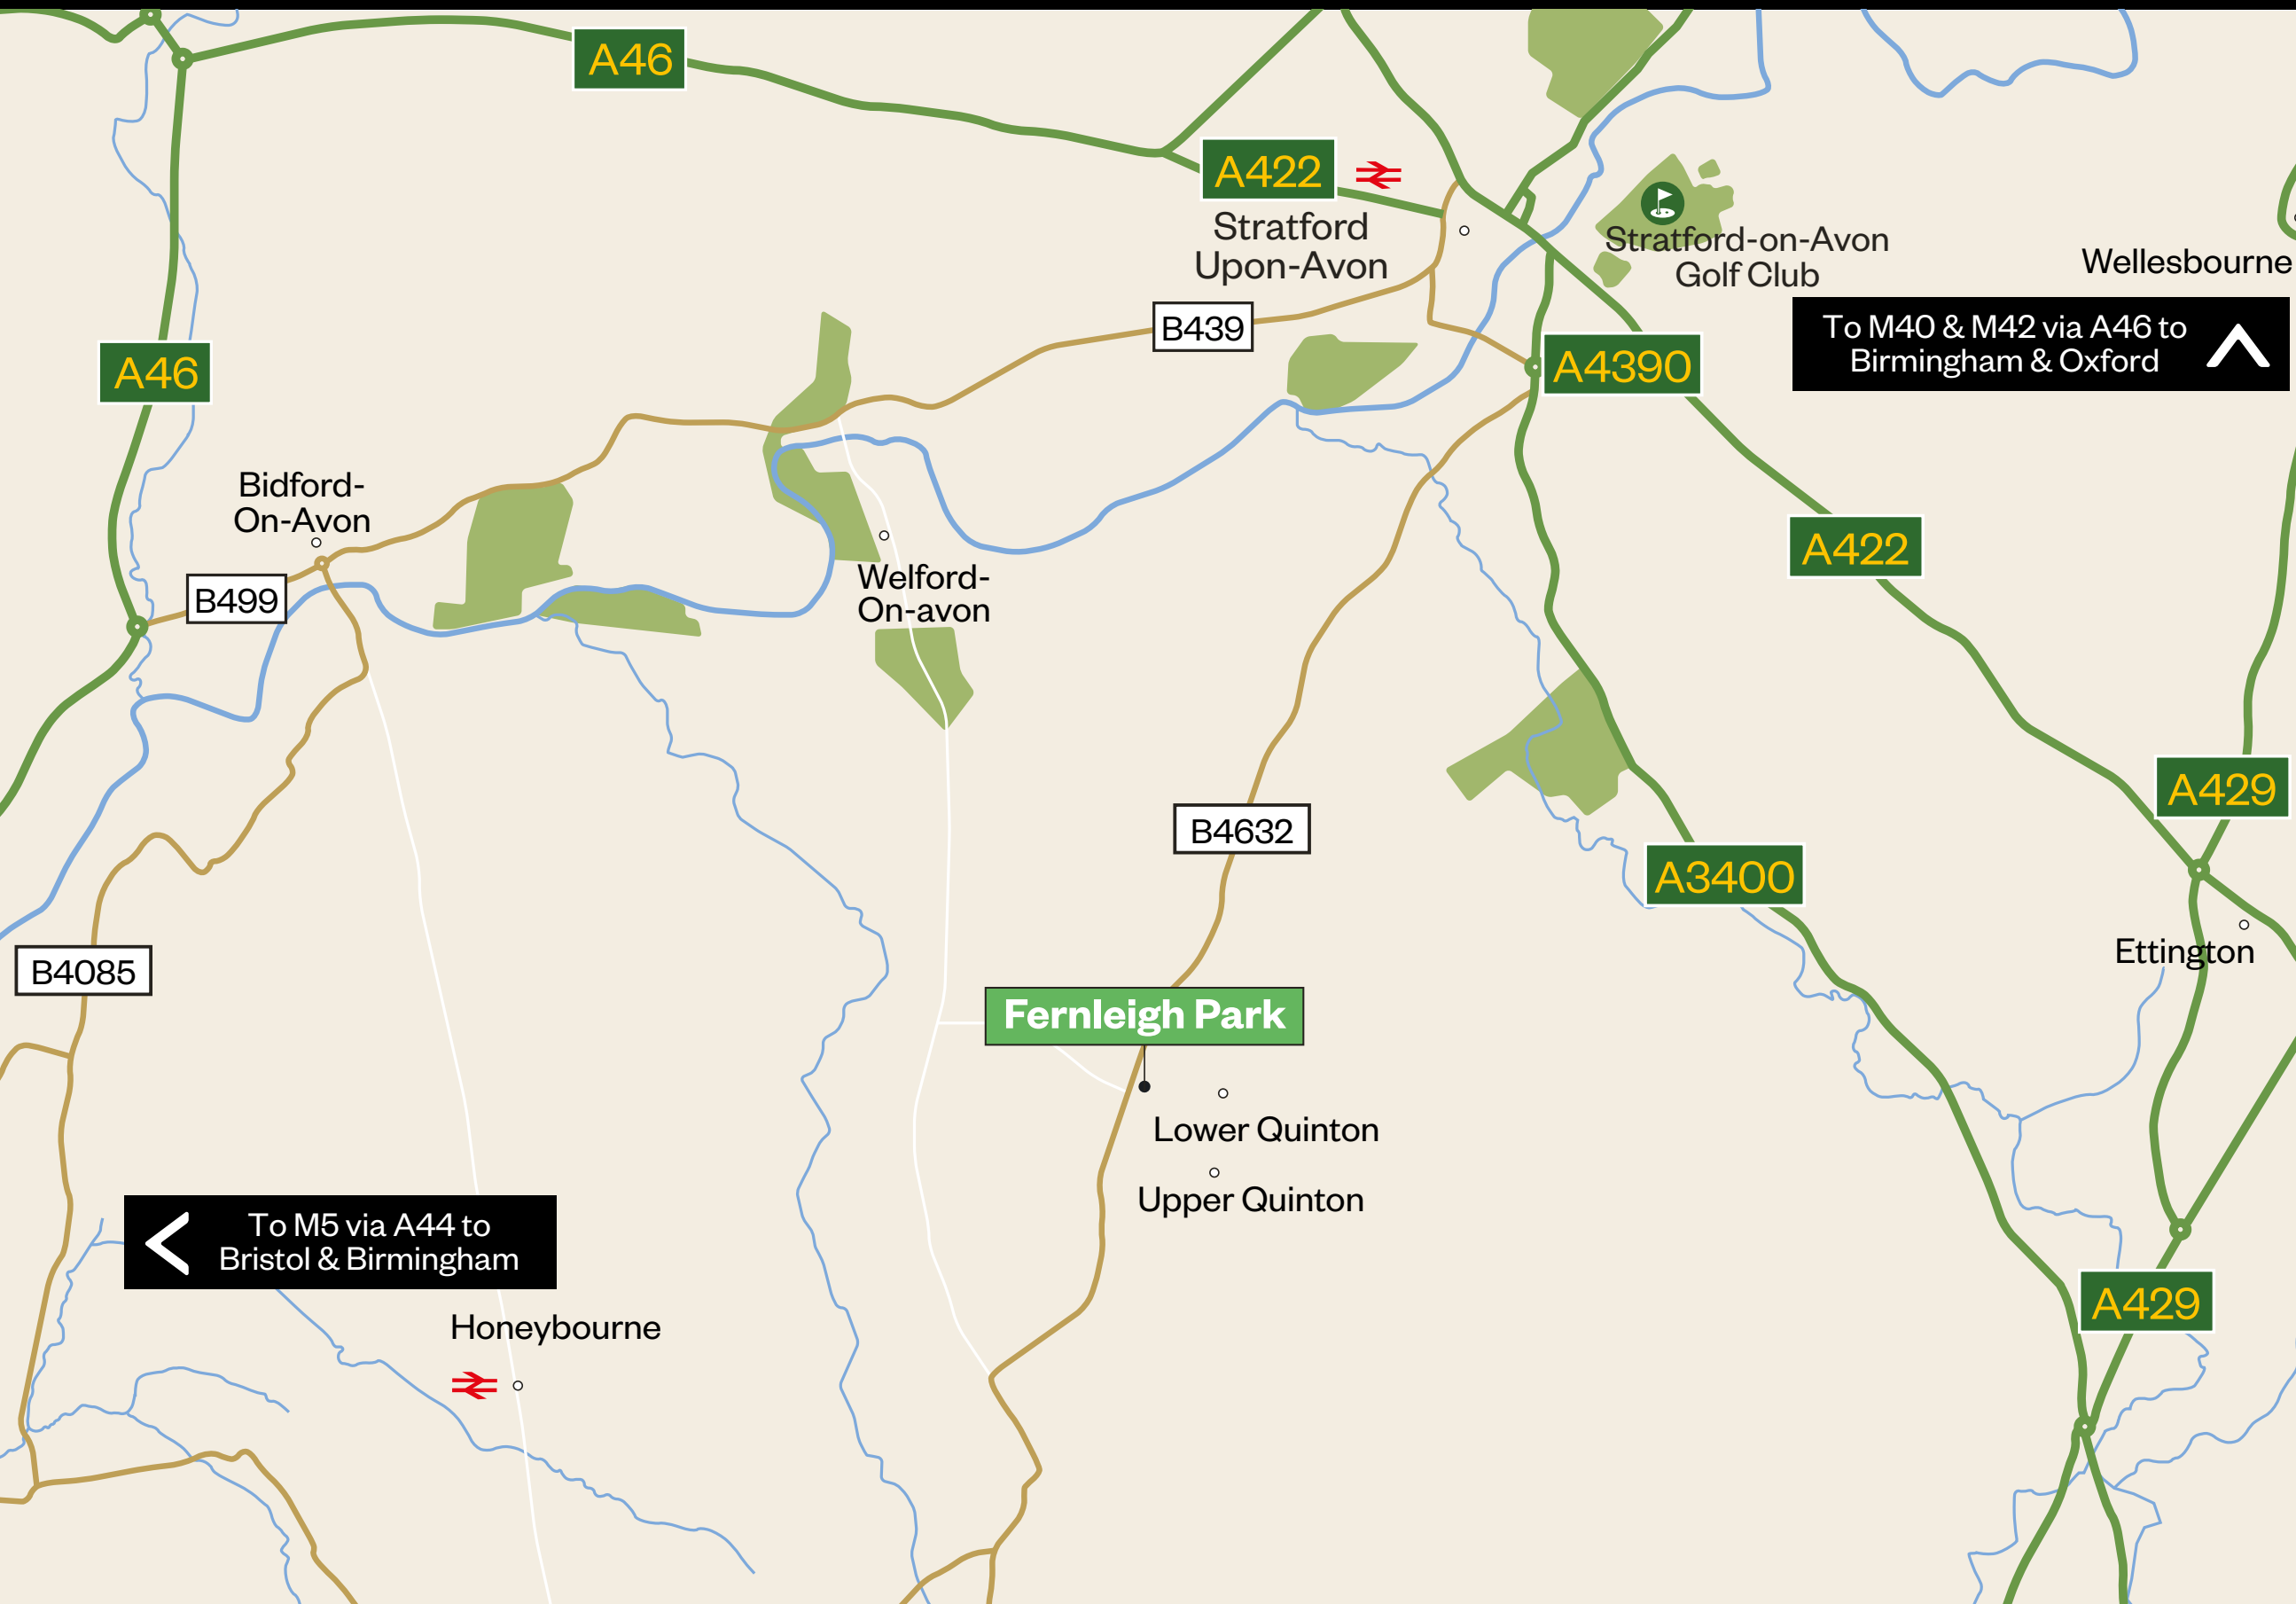 A46
A422
Stratford
Upon-Avon
Stratford-on-Avon
Golf Club
Wellesbourne
B439
To M40 & M42 via A46 to
Birmingham & Oxford
A46
A4390
Bidford-
On-Avon
A422
B499
Welford-
On-avon
A429
B4632
A3400
Ettington
B4085
Fernleigh Park
Lower Quinton
Upper Quinton
To M5 via A44 to
Bristol & Birmingham
A429
Honeybourne